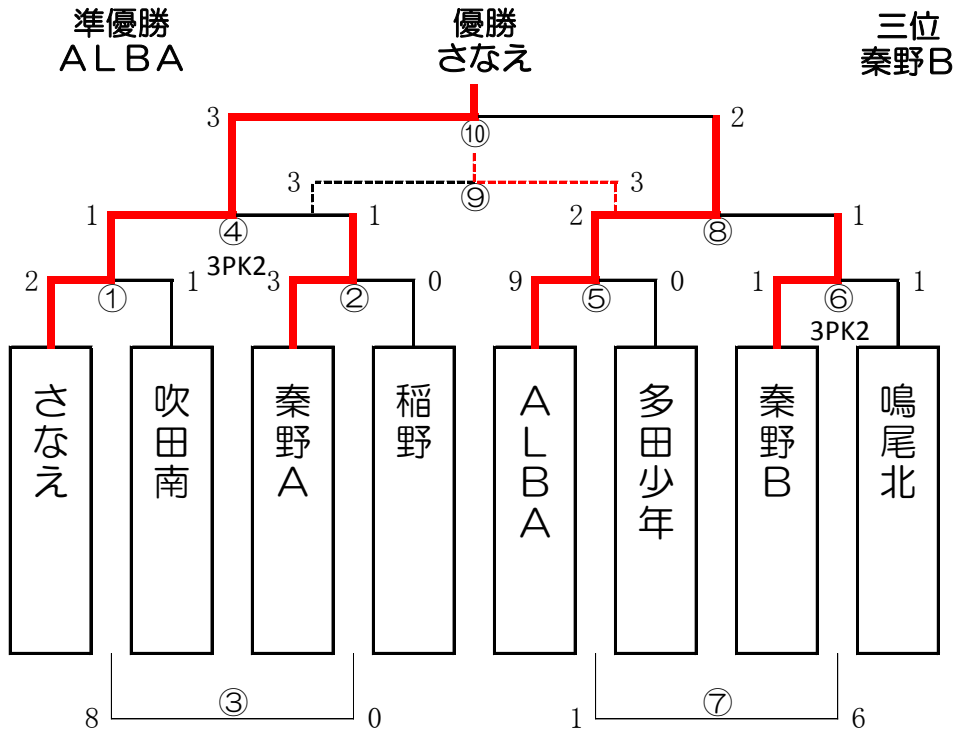 準優勝
ＡＬＢＡ
優勝
さなえ
三位
秦野Ｂ
3
⑩
2
3
⑨
3
1
④
1
2
⑧
1
3PK2
2
①
1
3
②
0
9
⑤
0
1
⑥
1
3PK2
さなえ
吹田南
秦野Ａ
稲野
ＡＬＢＡ
多田少年
秦野Ｂ
鳴尾北
8
③
0
1
⑦
6